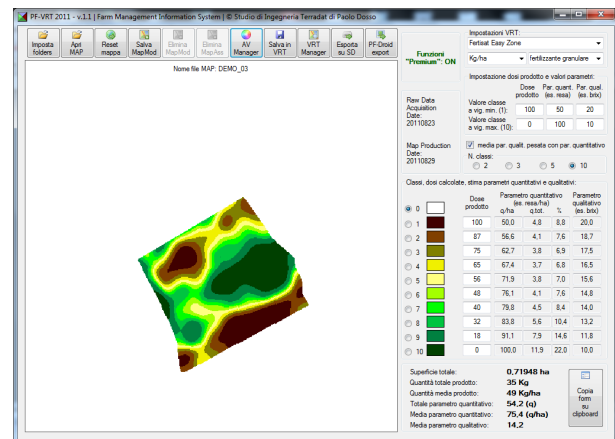 PF-VRT 2011 - v.1.1 | Farm Management Information System | © Studio di Ingegneria Terradat di Paolo Dosso
Imposta folders
Apri MAP
Reset mappa
Salva MapMod
Elimina MapMod
Elimina MapAss
AV Manager
Salva in VRT
VRT Manager
Esporta su SD
PF-Droid export
Nome file MAP: DEMO_03
Funzioni
"Premium": ON
Impostazioni VRT:
Fertisat Easy Zone
Kg/ha
fertilizzante granulare
Impostazione dosi prodotto e valori parametri:
Dose prodotto
Par. quant. (es. resa)
Par. qual. (es. brix)
Valore classe a vig. min. (1): 100 50 20
Valore classe a vig. max. (10): 0 100 10
Raw Data
Acquisition
Date:
20110823
Map Production
Date:
20110829
media par. qualit. pesata con par. quantitativo
N. classi:
2 3 5 10
Classi, dosi calcolate, stima parametri quantitativi e qualitativi:
Dose prodotto
Parametro quantitativo (es. resa/ha)
Parametro qualitativo (es. brix)
q/ha q.tot. %
0
1 100 50,0 4,8 8,8 20,0
2 87 56,6 4,1 7,6 18,7
3 75 62,7 3,8 6,9 17,5
4 65 67,4 3,7 6,8 16,5
5 56 71,9 3,8 7,0 15,6
6 48 76,1 4,1 7,6 14,8
7 40 79,8 4,5 8,4 14,0
8 32 83,8 5,6 10,4 13,2
9 18 91,1 7,9 14,6 11,8
10 0 100,0 11,9 22,0 10,0
Superficie totale: 0,71948 ha
Quantità totale prodotto: 35 Kg
Quantità media prodotto: 49 Kg/ha
Totale parametro quantitativo: 54,2 (q)
Media parametro quantitativo: 75,4 (q/ha)
Media parametro qualitativo: 14,2
Copia
form
su
clipboard